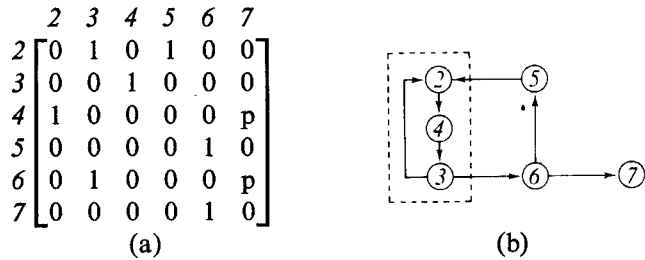 2 3 4 5 6 7
2 0 1 0 1 0 0
3 0 0 1 0 0 0
4 1 0 0 0 0 p
5 0 0 0 0 1 0
6 0 1 0 0 0 p
7 0 0 0 0 1 0
(a)
2 5
4
3 6 7
(b)